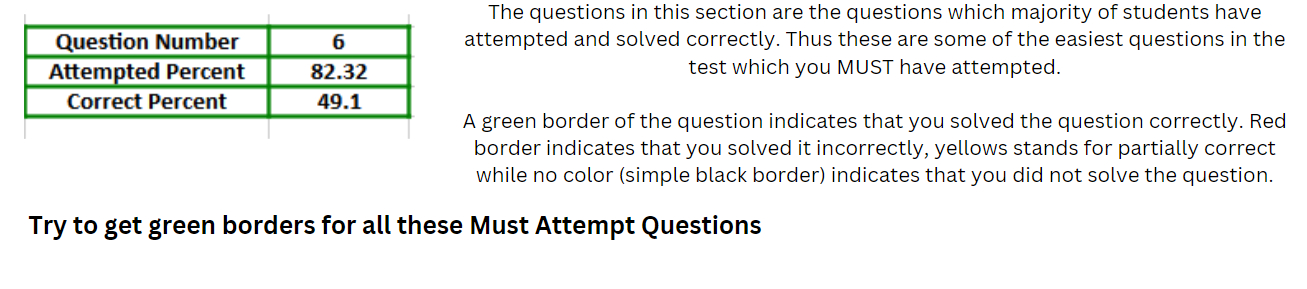 Question Number 6
Attempted Percent 82.32
Correct Percent 49.1
The questions in this section are the questions which majority of students have
attempted and solved correctly. Thus these are some of the easiest questions in the
test which you MUST have attempted.
A green border of the question indicates that you solved the question correctly. Red
border indicates that you solved it incorrectly, yellows stands for partially correct
while no color (simple black border) indicates that you did not solve the question.
Try to get green borders for all these Must Attempt Questions